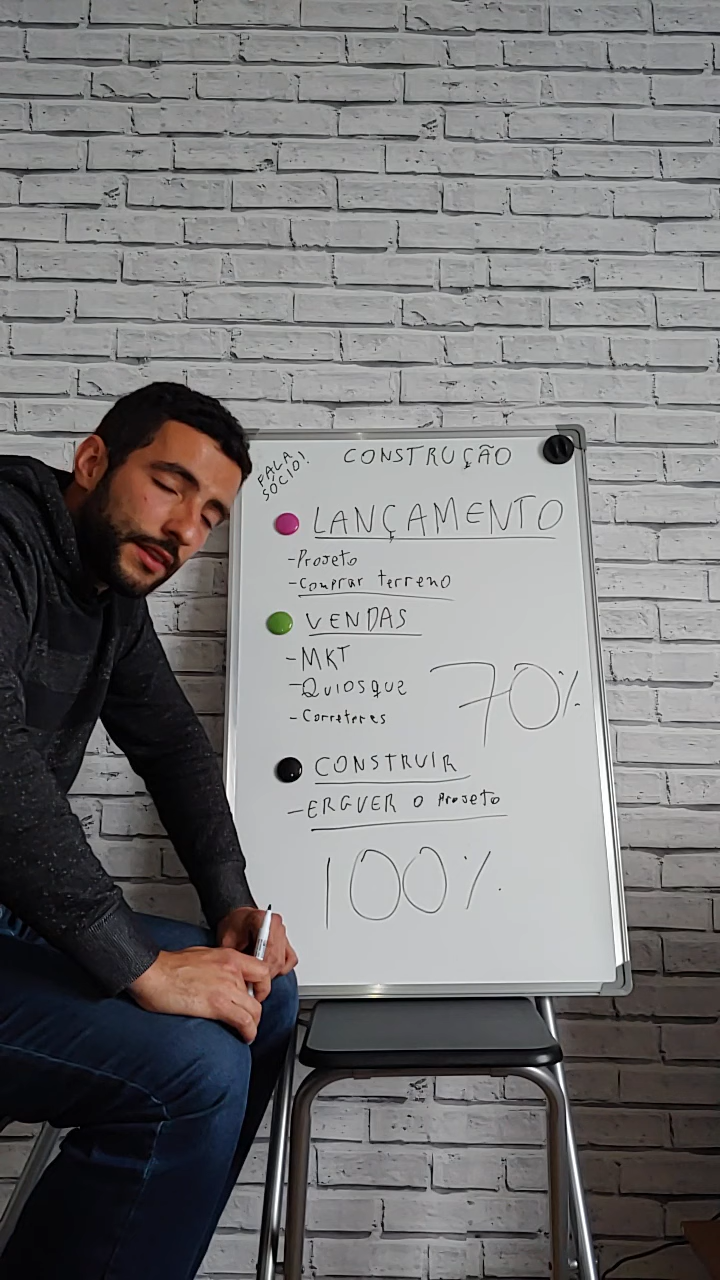 FALA
SÓCIO!
CONSTRUÇÃO
LANÇAMENTO
-Projeto
-Comprar terreno
VENDAS
-MKT
-QUIOSQUE
-Corretores
70%
CONSTRUIR
-ERGUER O Projeto
100%